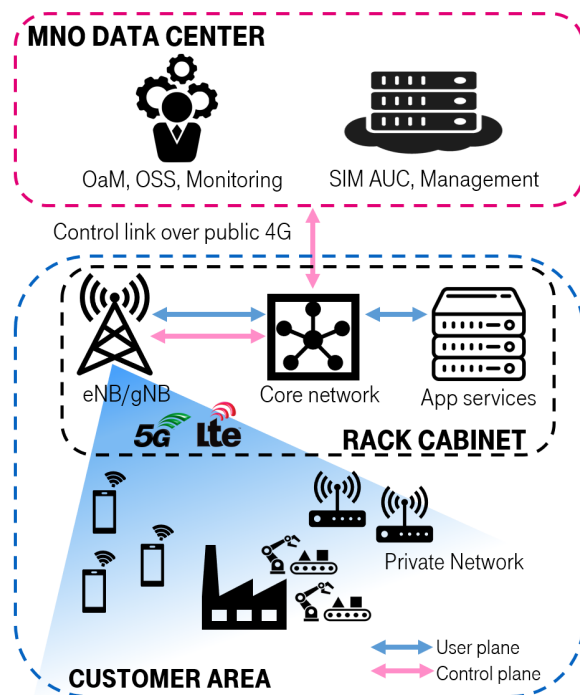 MNO DATA CENTER
OaM, OSS, Monitoring
SIM AUC, Management
Control link over public 4G
eNB/gNB
Core network
App services
5G
lte
RACK CABINET
Private Network
User plane
Control plane
CUSTOMER AREA